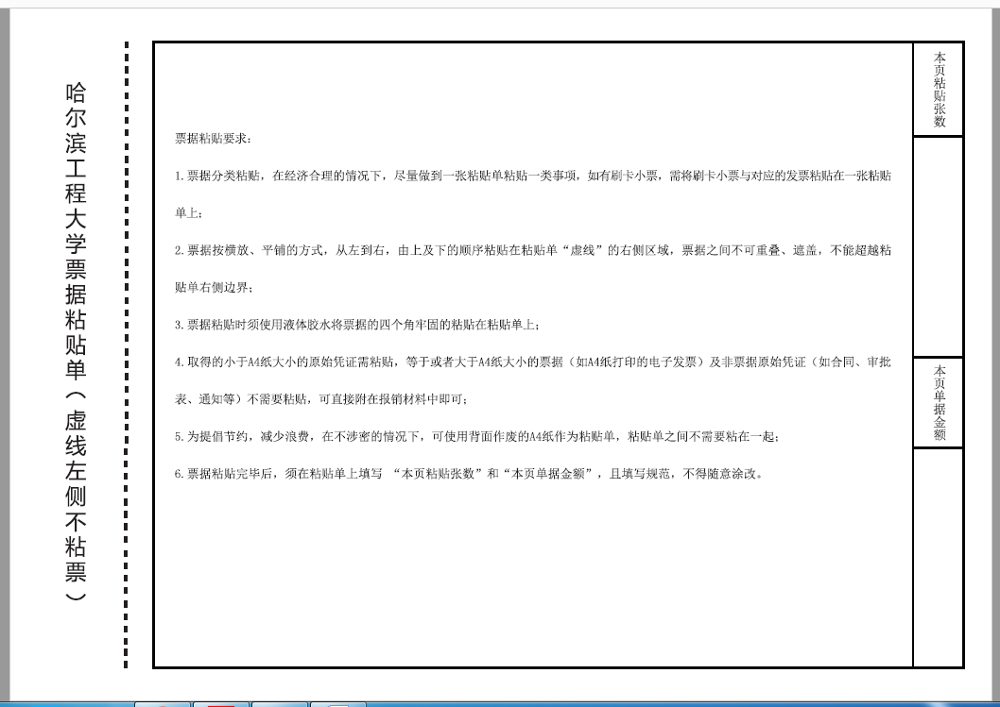 哈尔滨工程大学票据粘贴单（虚线左侧不粘票）
票据粘贴要求：
1.票据分类粘贴，在经济合理的情况下，尽量做到一张粘贴单粘贴一类事项，如有刷卡小票，需将刷卡小票与对应的发票粘贴在一张粘贴
单上；
2.票据按横放、平铺的方式，从左到右，由上及下的顺序粘贴在粘贴单“虚线”的右侧区域，票据之间不可重叠、遮盖，不能超越粘
贴单右侧边界；
3.票据粘贴时须使用液体胶水将票据的四个角牢固的粘贴在粘贴单上；
4.取得的小于A4纸大小的原始凭证需粘贴，等于或者大于A4纸大小的票据（如A4纸打印的电子发票）及非票据原始凭证（如合同、审批
表、通知等）不需要粘贴，可直接附在报销材料中即可；
5.为提倡节约，减少浪费，在不涉密的情况下，可使用背面作废的A4纸作为粘贴单，粘贴单之间不需要粘在一起；
6.票据粘贴完毕后，须在粘贴单上填写 “本页粘贴张数”和“本页单据金额”，且填写规范，不得随意涂改。
本页粘贴张数
本页单据金额